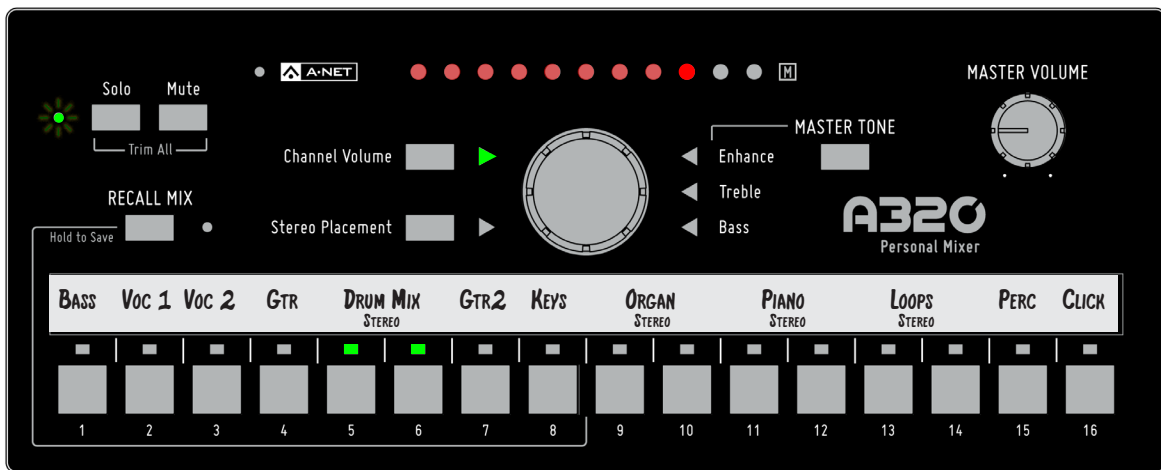 A-NET
M
MASTER VOLUME
Solo Mute
Trim All
MASTER TONE
Channel Volume
Enhance
Treble
RECALL MIX
Hold to Save
Stereo Placement
Bass
A320
Personal Mixer
BASS VOC 1 VOC 2 GTR DRUM MIX GTR2 KEYS ORGAN PIANO LOOPS PERC CLICK
STEREO STEREO STEREO STEREO
1 2 3 4 5 6 7 8 9 10 11 12 13 14 15 16